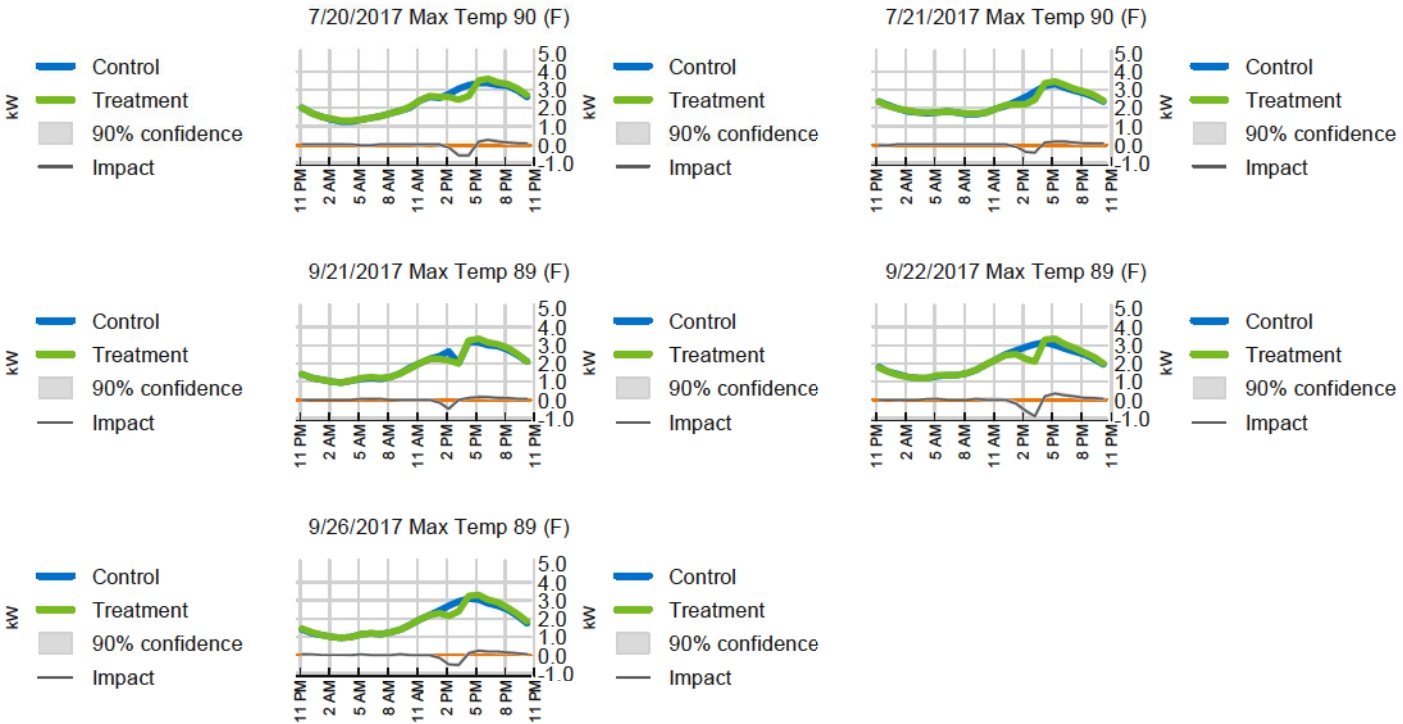 7/20/2017 Max Temp 90 (F)
kW
Control
Treatment
90% confidence
Impact
5.0
4.0
3.0
2.0
1.0
0.0
-1.0
11 PM
2 AM
5 AM
8 AM
11 AM
2 PM
5 PM
8 PM
11 PM
7/21/2017 Max Temp 90 (F)
kW
Control
Treatment
90% confidence
Impact
5.0
4.0
3.0
2.0
1.0
0.0
-1.0
11 PM
2 AM
5 AM
8 AM
11 AM
2 PM
5 PM
8 PM
11 PM
kW
Control
Treatment
90% confidence
Impact
9/21/2017 Max Temp 89 (F)
kW
Control
Treatment
90% confidence
Impact
5.0
4.0
3.0
2.0
1.0
0.0
-1.0
11 PM
2 AM
5 AM
8 AM
11 AM
2 PM
5 PM
8 PM
11 PM
9/22/2017 Max Temp 89 (F)
kW
Control
Treatment
90% confidence
Impact
5.0
4.0
3.0
2.0
1.0
0.0
-1.0
11 PM
2 AM
5 AM
8 AM
11 AM
2 PM
5 PM
8 PM
11 PM
kW
Control
Treatment
90% confidence
Impact
9/26/2017 Max Temp 89 (F)
kW
Control
Treatment
90% confidence
Impact
5.0
4.0
3.0
2.0
1.0
0.0
-1.0
11 PM
2 AM
5 AM
8 AM
11 AM
2 PM
5 PM
8 PM
11 PM
kW
Control
Treatment
90% confidence
Impact